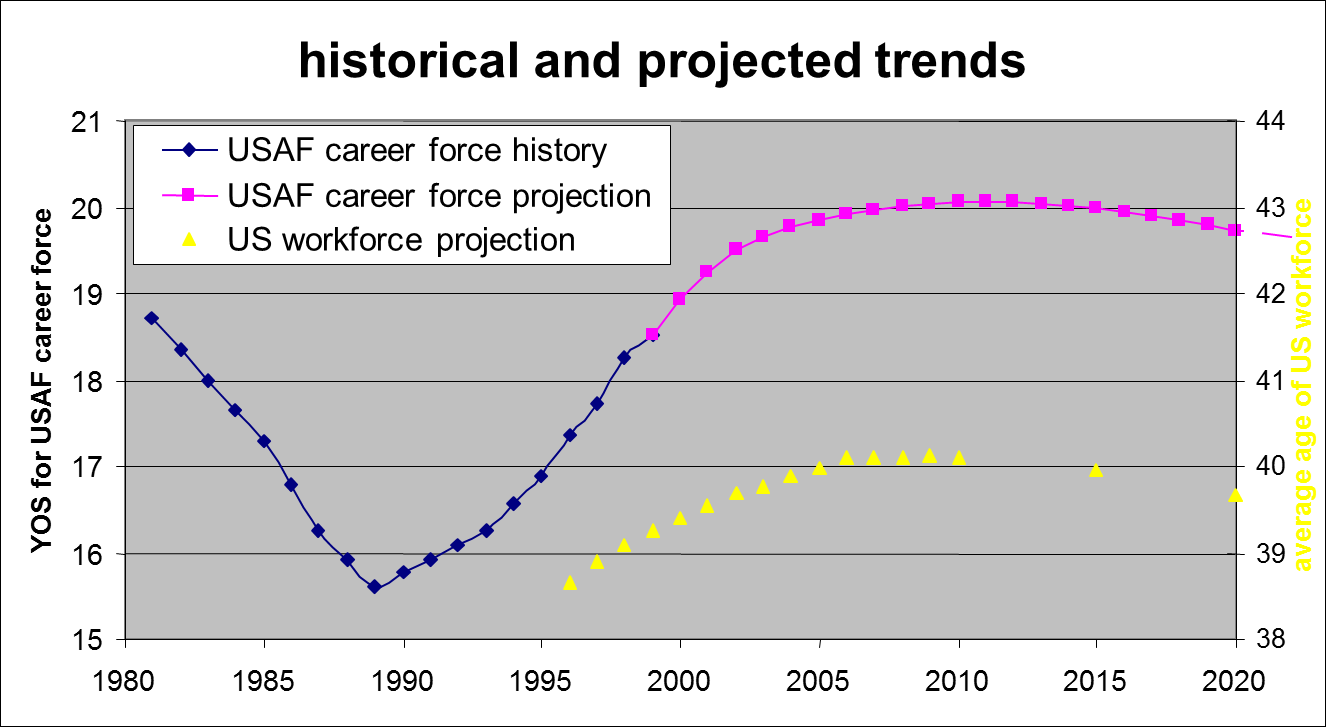 historical and projected trends
21
20
19
18
17
16
15
YOS for USAF career force
USAF career force history
USAF career force projection
US workforce projection
44
43
42
41
40
39
38
average age of US workforce
1980 1985 1990 1995 2000 2005 2010 2015 2020